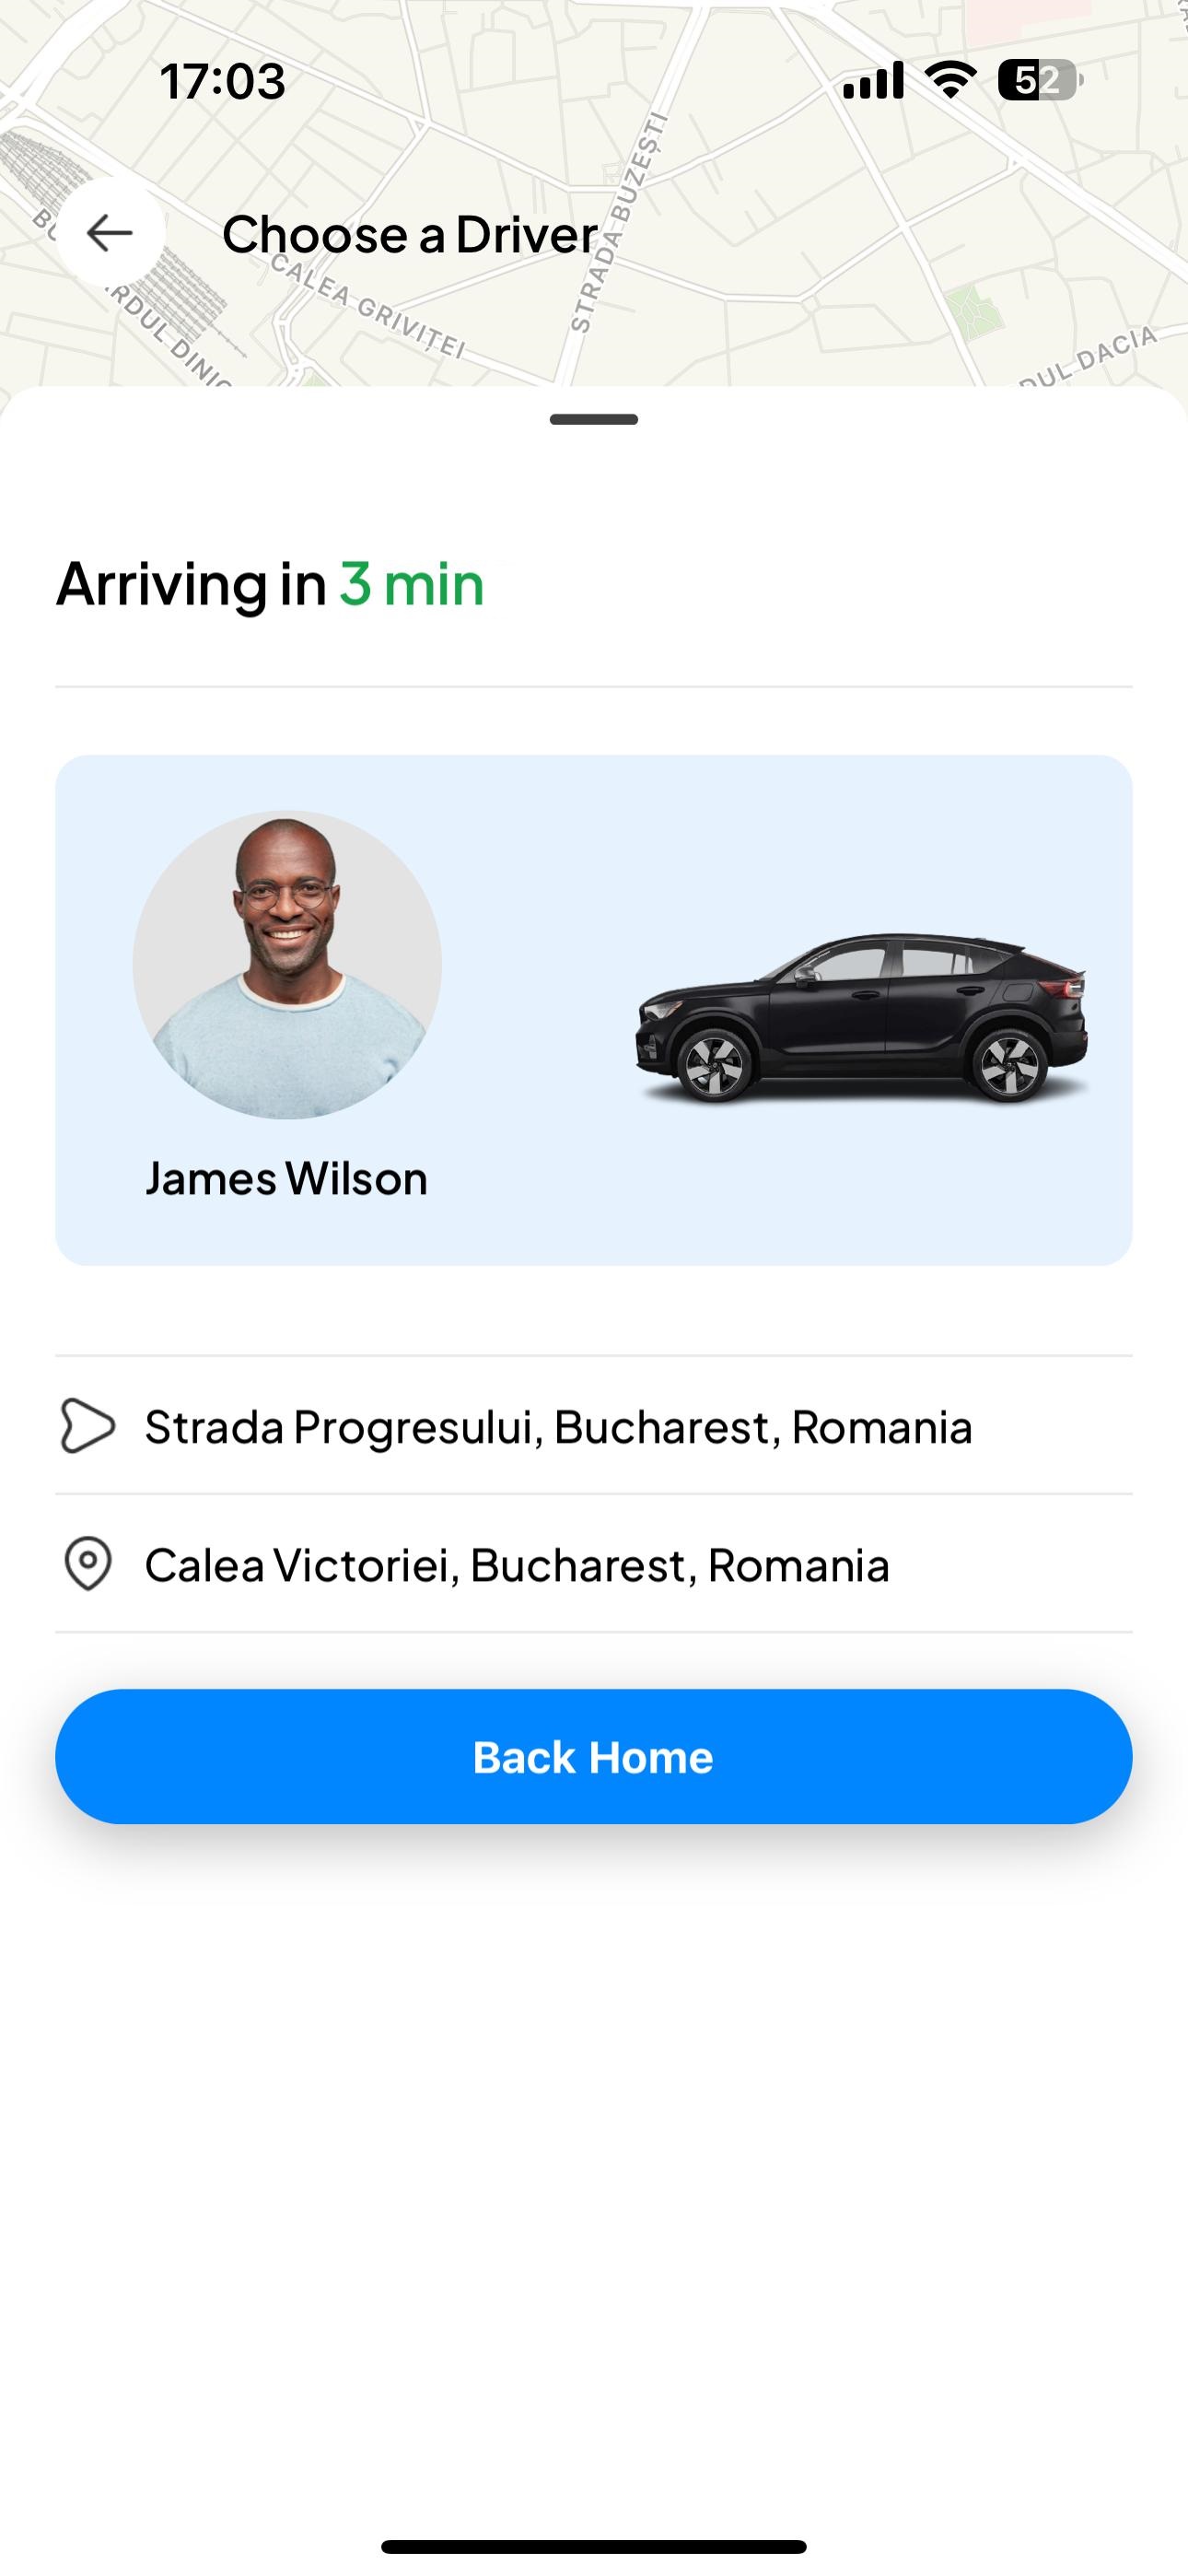 17:03
52
STRADA BUZEȘTI
Choose a Driver
CALEA GRIVIȚEI
RDUL DINIC
DUL DACIA
Arriving in 3 min
James Wilson
Strada Progresului, Bucharest, Romania
Calea Victoriei, Bucharest, Romania
Back Home